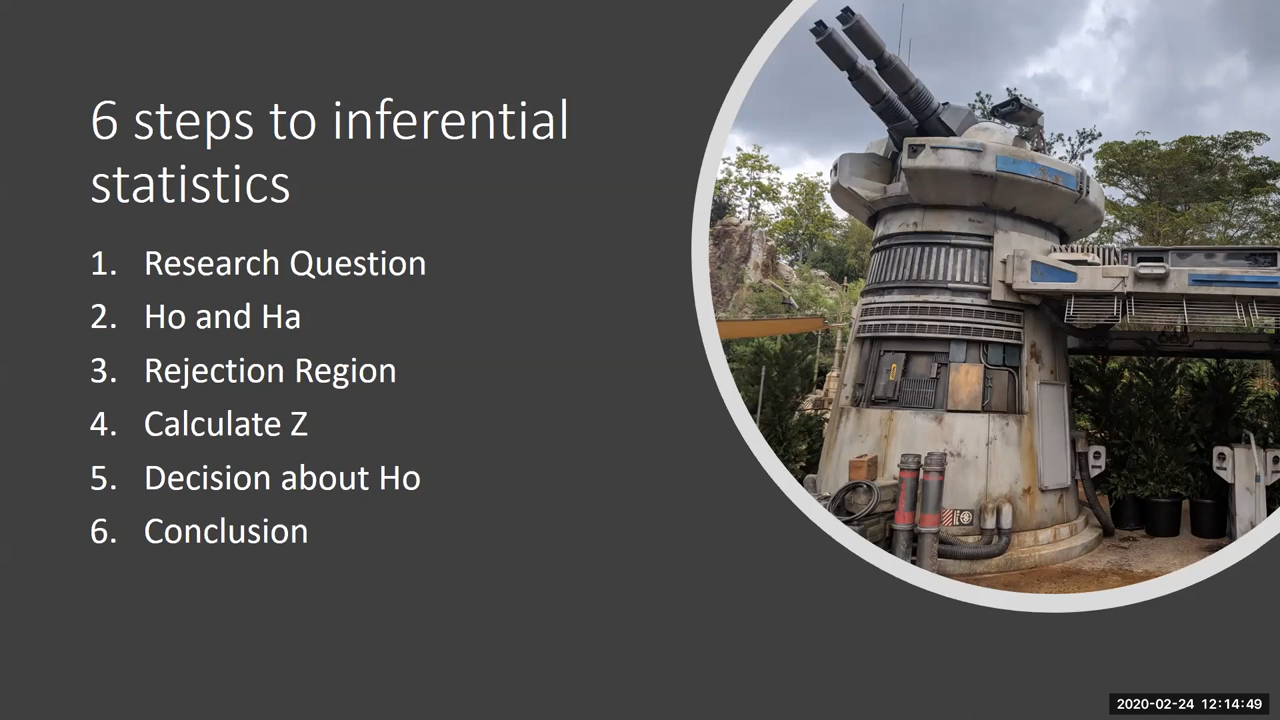 6 steps to inferential
statistics
1. Research Question
2. Ho and Ha
3. Rejection Region
4. Calculate Z
5. Decision about Ho
6. Conclusion
2020-02-24 12:14:49